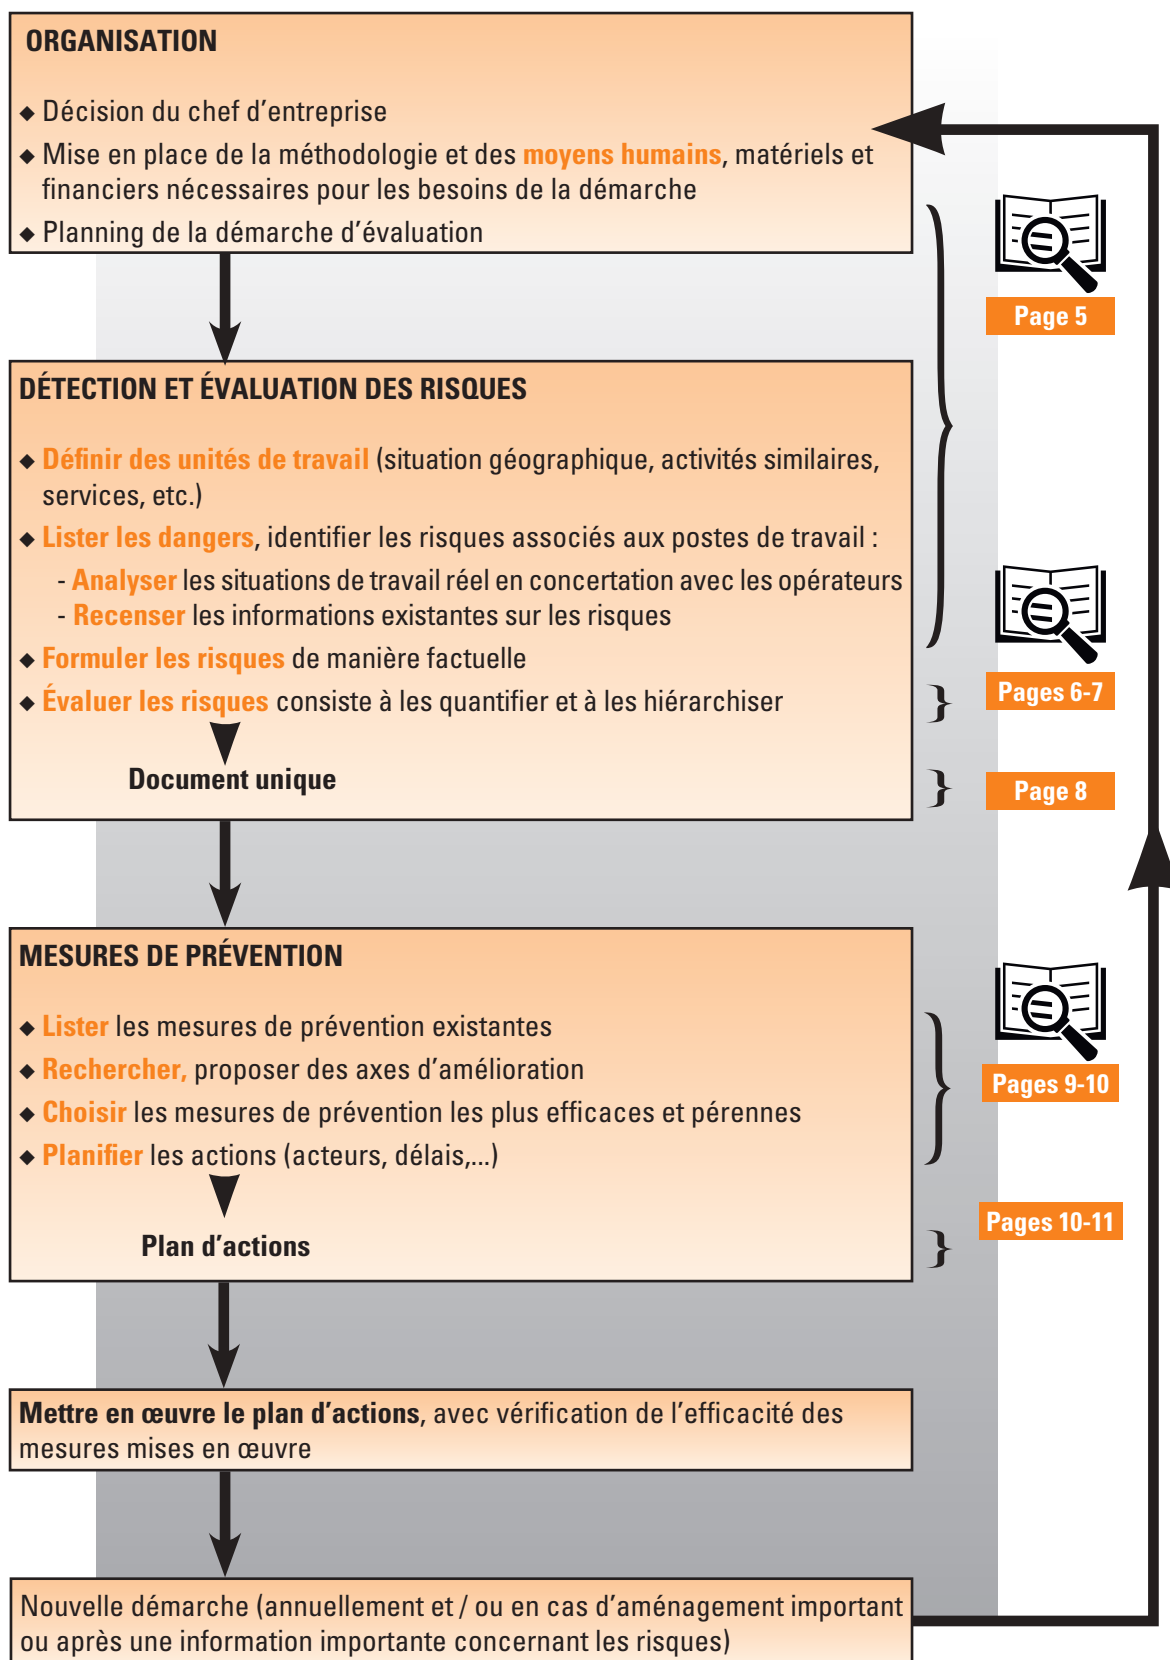 ORGANISATION
◆ Décision du chef d'entreprise
◆ Mise en place de la méthodologie et des moyens humains, matériels et
financiers nécessaires pour les besoins de la démarche
◆ Planning de la démarche d'évaluation
Page 5
DÉTECTION ET ÉVALUATION DES RISQUES
◆ Définir des unités de travail (situation géographique, activités similaires,
services, etc.)
◆ Lister les dangers, identifier les risques associés aux postes de travail :
- Analyser les situations de travail réel en concertation avec les opérateurs
- Recenser les informations existantes sur les risques
◆ Formuler les risques de manière factuelle
◆ Évaluer les risques consiste à les quantifier et à les hiérarchiser
Pages 6-7
Document unique
Page 8
MESURES DE PRÉVENTION
◆ Lister les mesures de prévention existantes
◆ Rechercher, proposer des axes d'amélioration
◆ Choisir les mesures de prévention les plus efficaces et pérennes
◆ Planifier les actions (acteurs, délais,...)
Pages 9-10
Plan d'actions
Pages 10-11
Mettre en œuvre le plan d'actions, avec vérification de l'efficacité des
mesures mises en œuvre
Nouvelle démarche (annuellement et / ou en cas d'aménagement important
ou après une information importante concernant les risques)